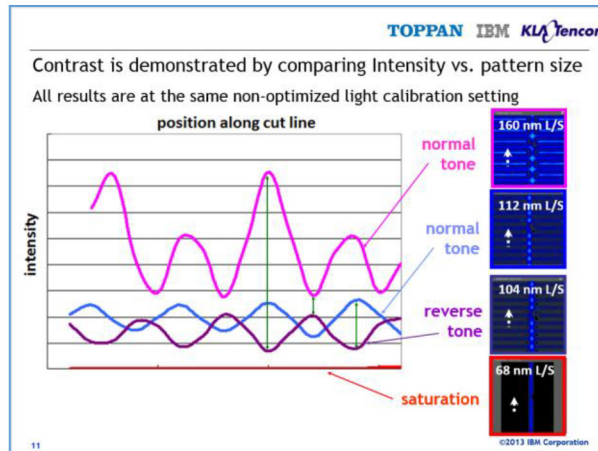 TOPPAN IBM KLA Tencor
Contrast is demonstrated by comparing Intensity vs. pattern size
All results are at the same non-optimized light calibration setting
position along cut line
intensity
normal tone
160 nm L/S
normal tone
112 nm L/S
reverse tone
104 nm L/S
saturation
68 nm L/S
11
©2013 IBM Corporation